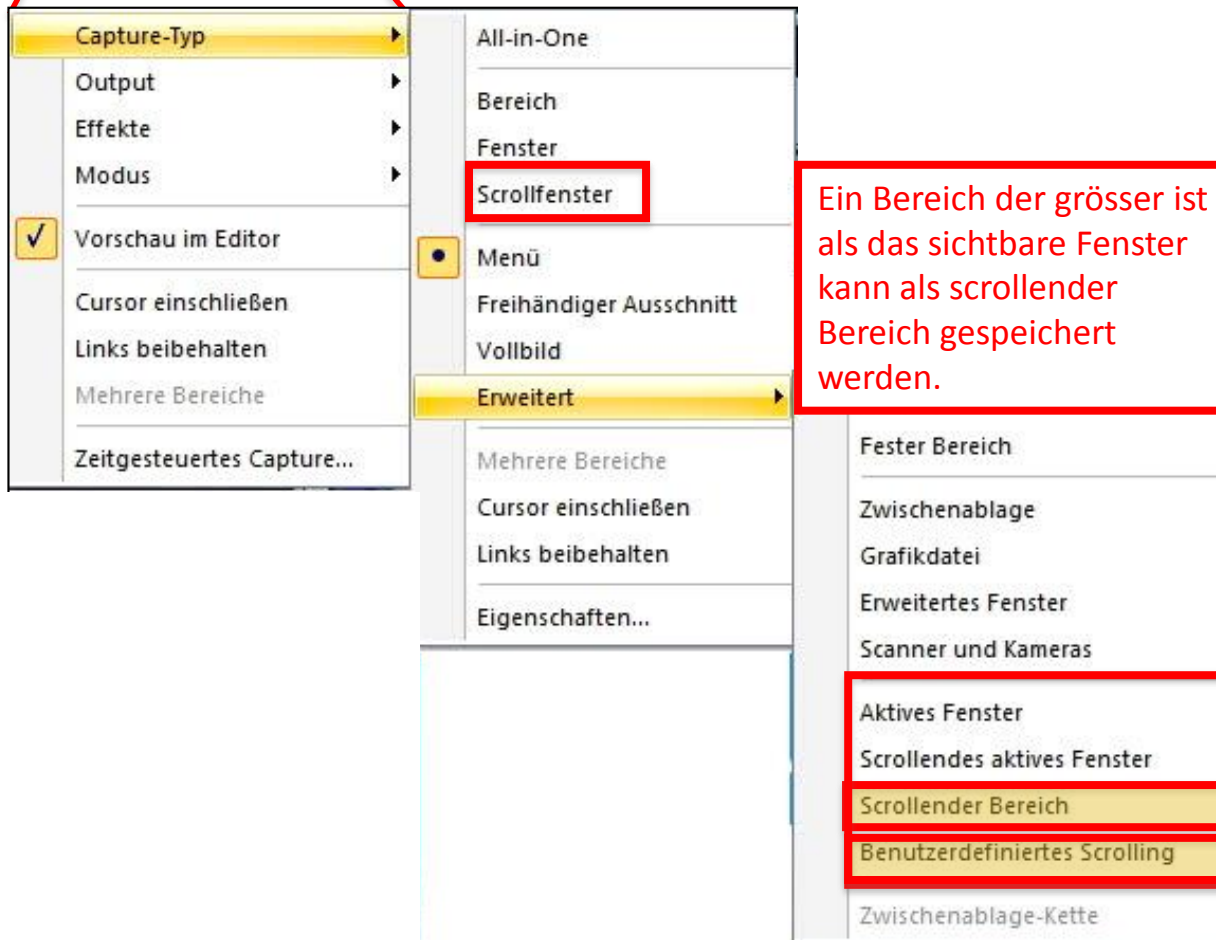 Capture-Typ
Output
Effekte
Modus
Vorschau im Editor
Cursor einschließen
Links beibehalten
Mehrere Bereiche
Zeitgesteuertes Capture...
All-in-One
Bereich
Fenster
Scrollfenster
Menü
Freihändiger Ausschnitt
Vollbild
Erweitert
Mehrere Bereiche
Cursor einschließen
Links beibehalten
Eigenschaften...
Ein Bereich der grösser ist
als das sichtbare Fenster
kann als scrollender
Bereich gespeichert
werden.
Fester Bereich
Zwischenablage
Grafikdatei
Erweitertes Fenster
Scanner und Kameras
Aktives Fenster
Scrollendes aktives Fenster
Scrollender Bereich
Benutzerdefiniertes Scrolling
Zwischenablage-Kette